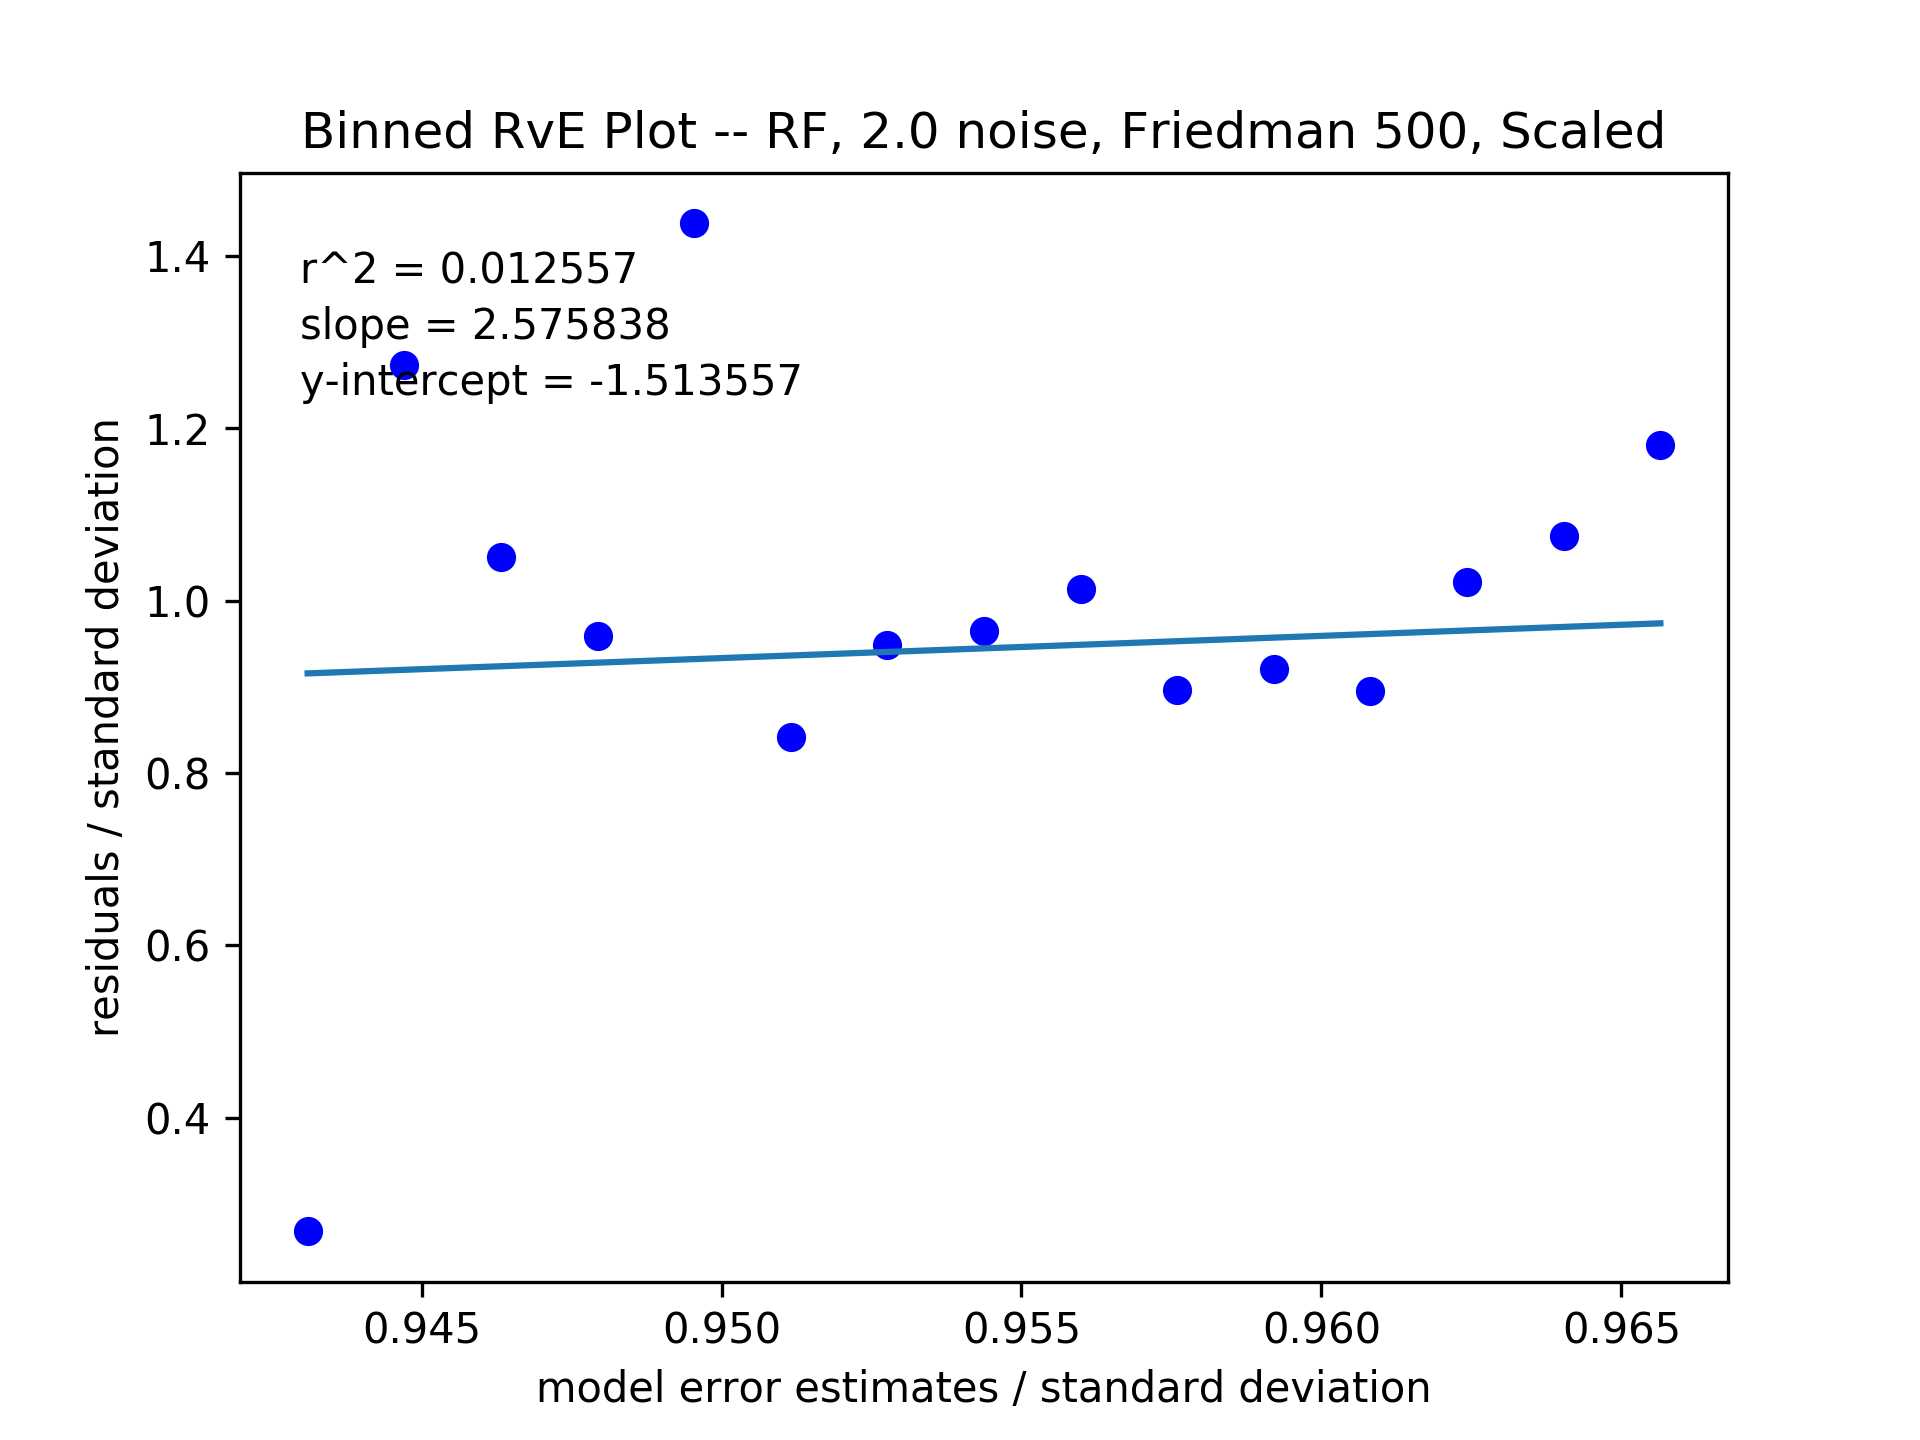 Binned RvE Plot -- RF, 2.0 noise, Friedman 500, Scaled
r^2 = 0.012557
slope = 2.575838
y-intercept = -1.513557
1.4
1.2
1.0
0.8
0.6
0.4
residuals / standard deviation
0.945 0.950 0.955 0.960 0.965
model error estimates / standard deviation